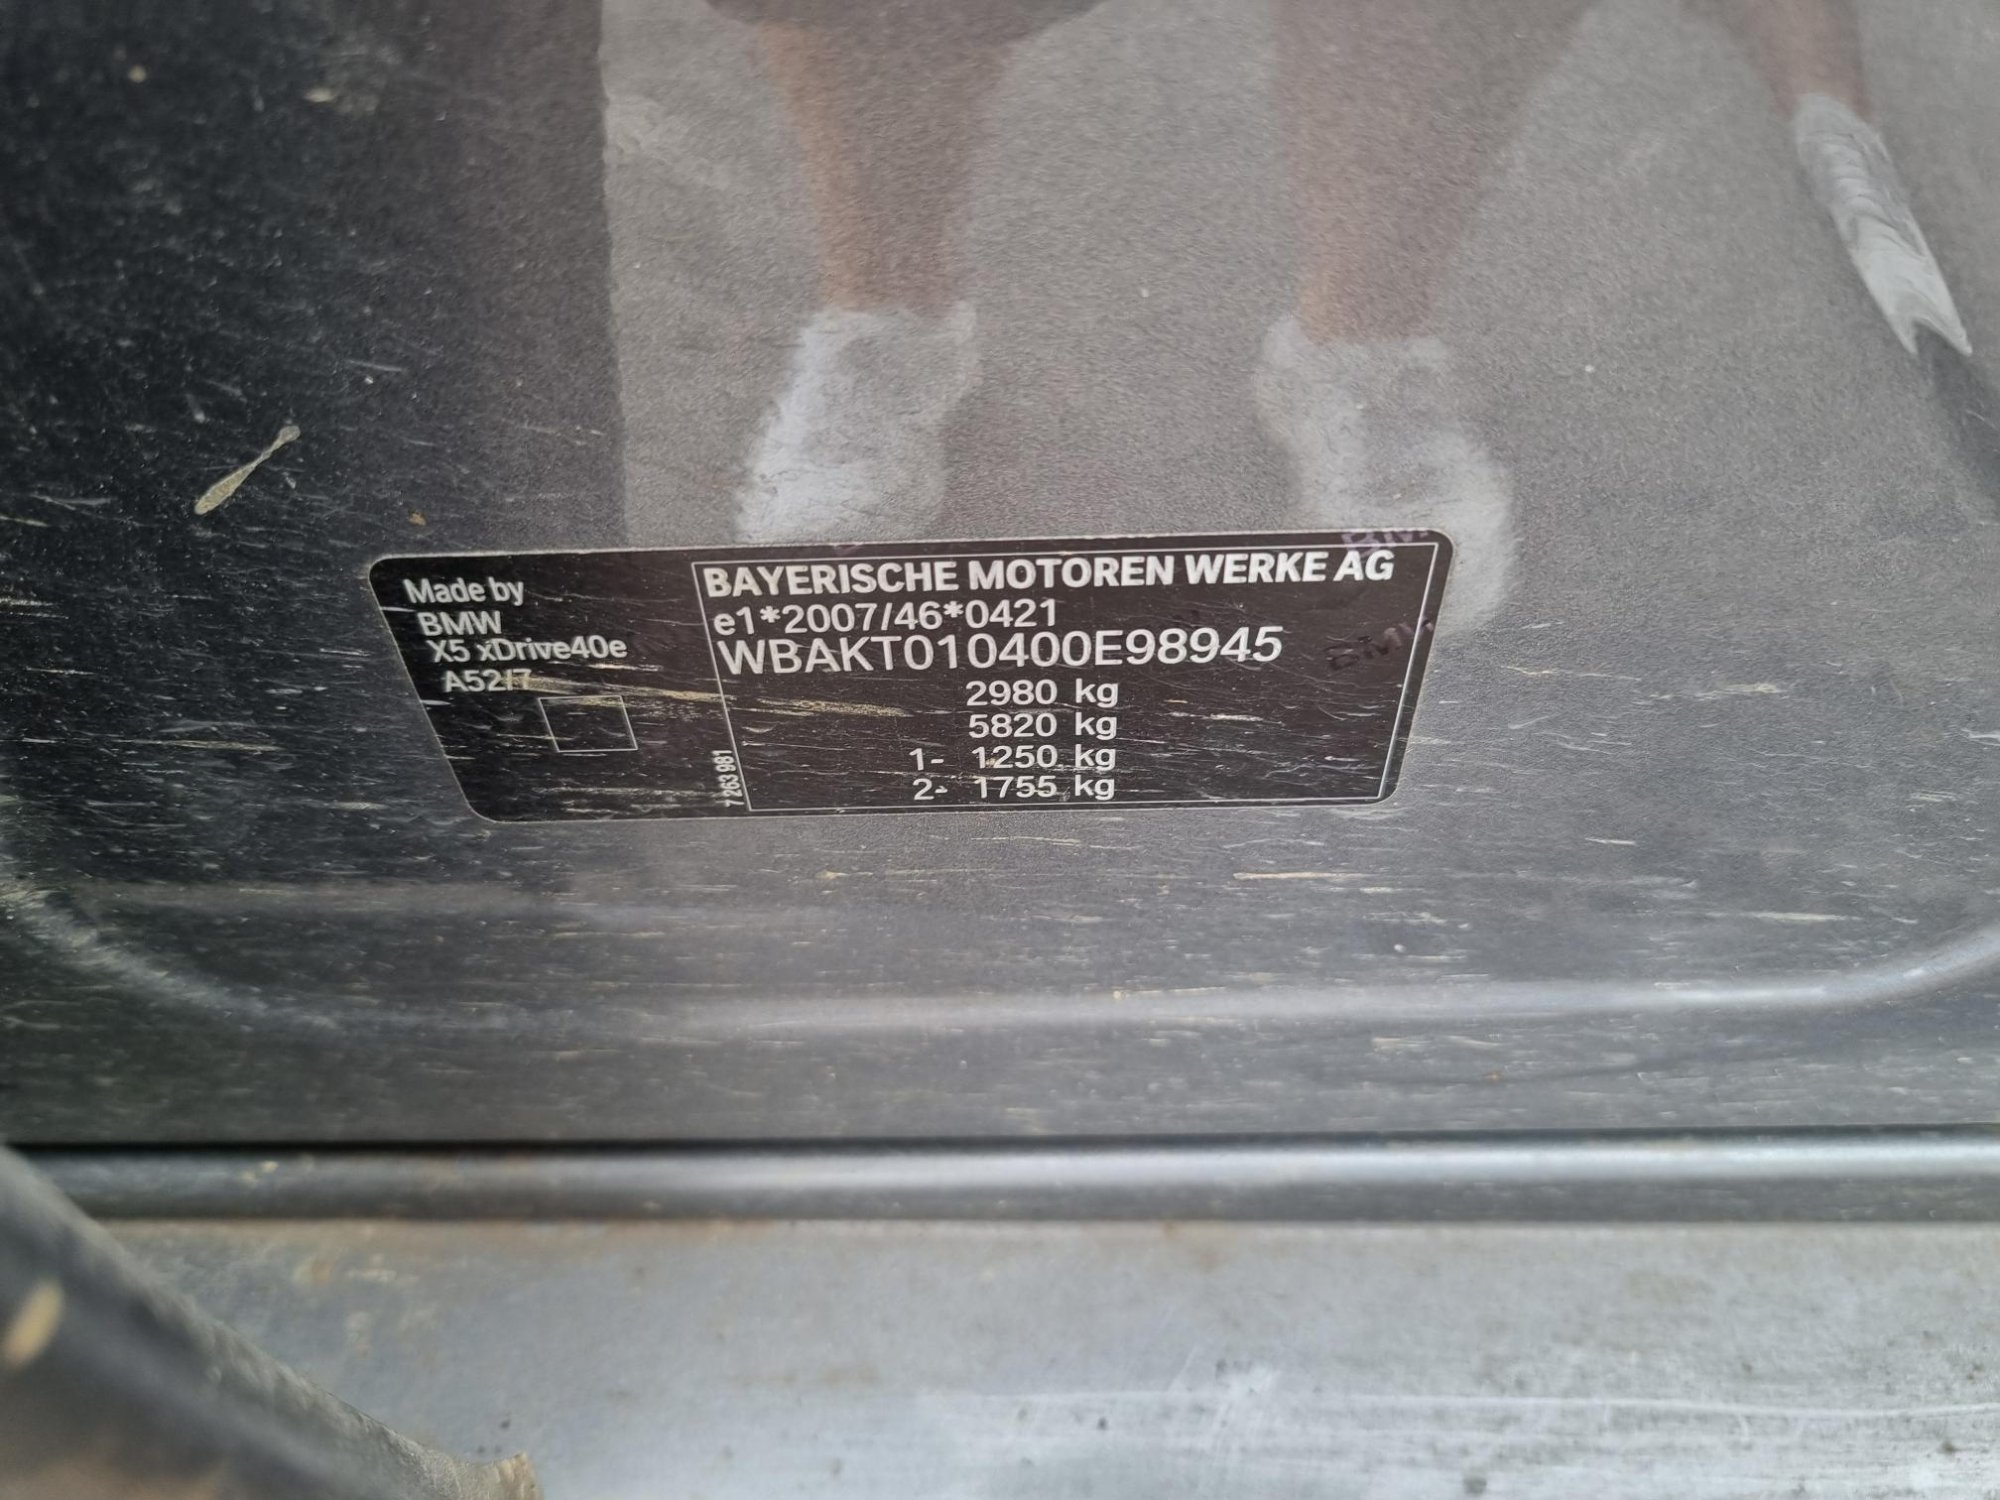 Made by
BMW
X5 xDrive40e
A52/7
7 263 981
BAYERISCHE MOTOREN WERKE AG
e1*2007/46*0421
WBAKT010400E98945
2980 kg
5820 kg
1- 1250 kg
2- 1755 kg